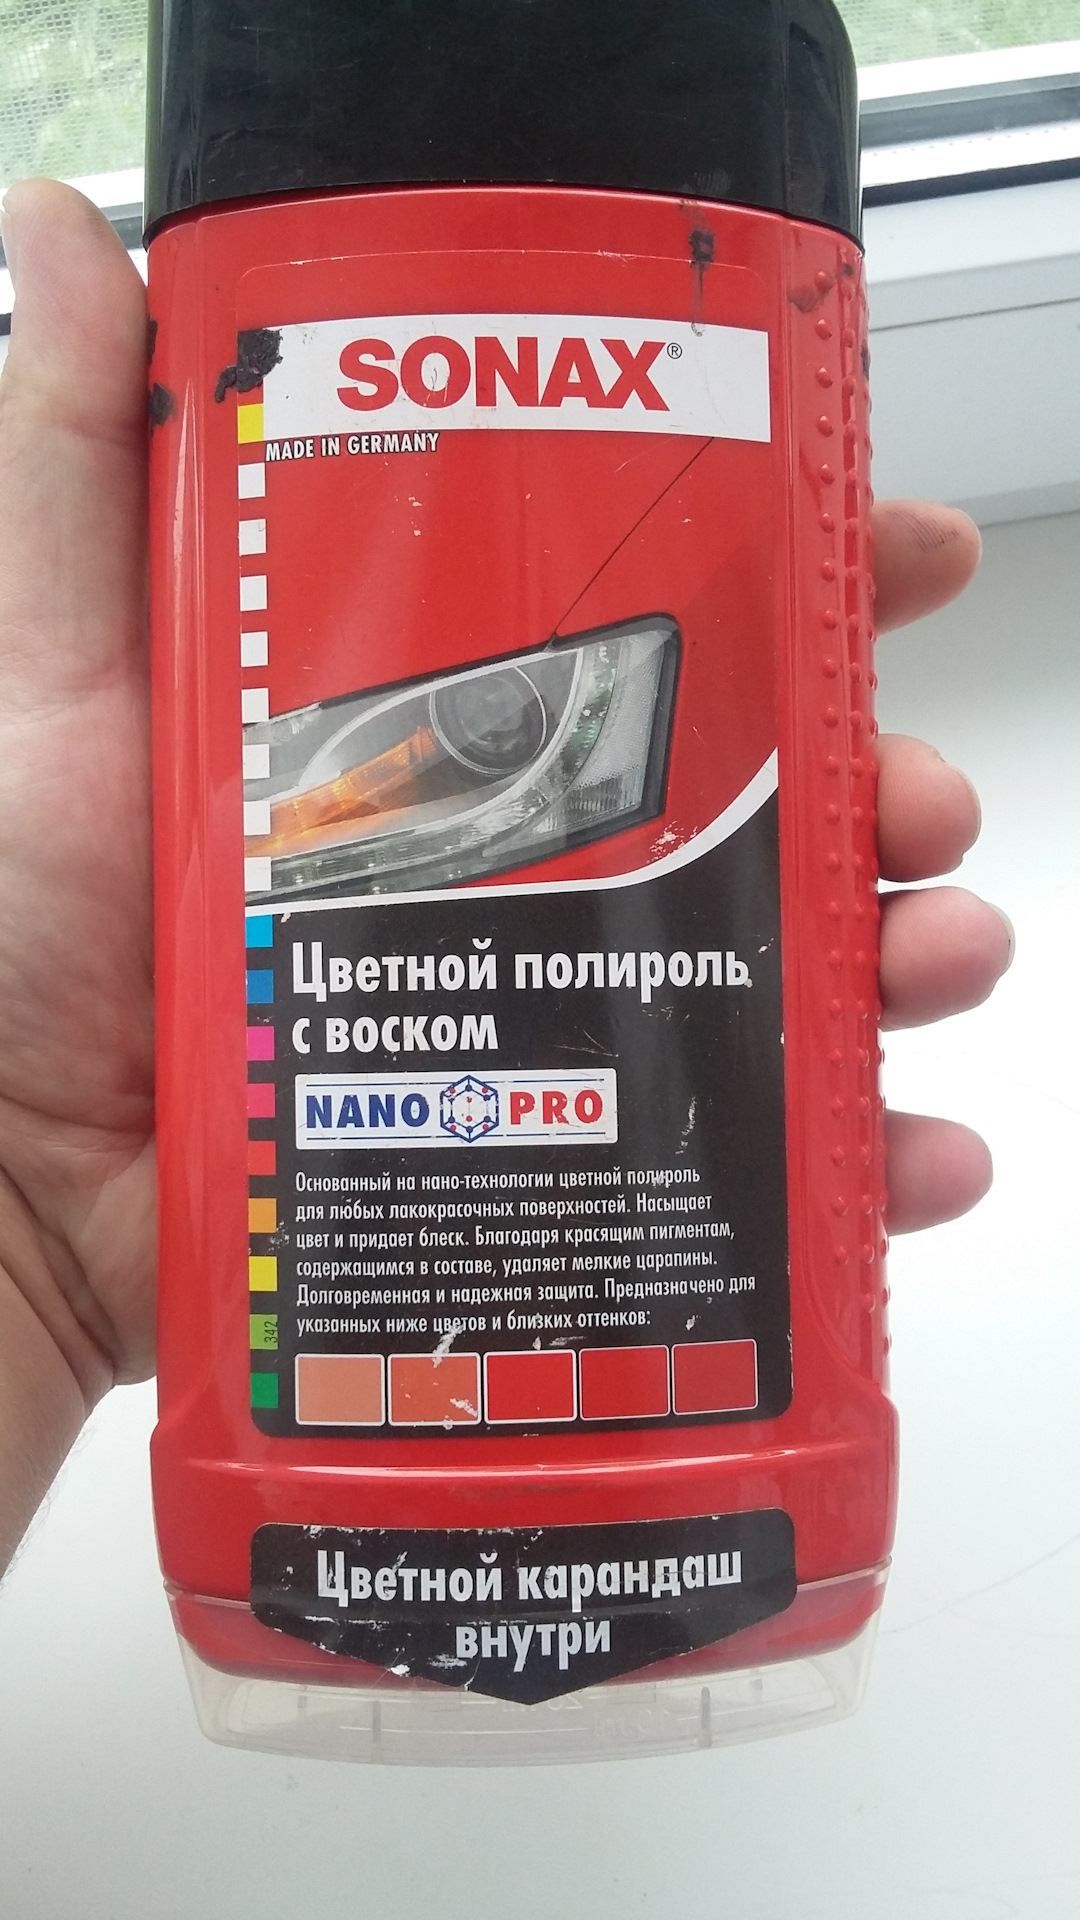 SONAX®
MADE IN GERMANY
Цветной полироль
с воском
NANO PRO
Основанный на нано-технологии цветной полироль
для любых лакокрасочных поверхностей. Насыщает
цвет и придает блеск. Благодаря красящим пигментам,
содержащимся в составе, удаляет мелкие царапины.
Долговременная и надежная защита. Предназначено для
указанных ниже цветов и близких оттенков:
342
Цветной карандаш
внутри